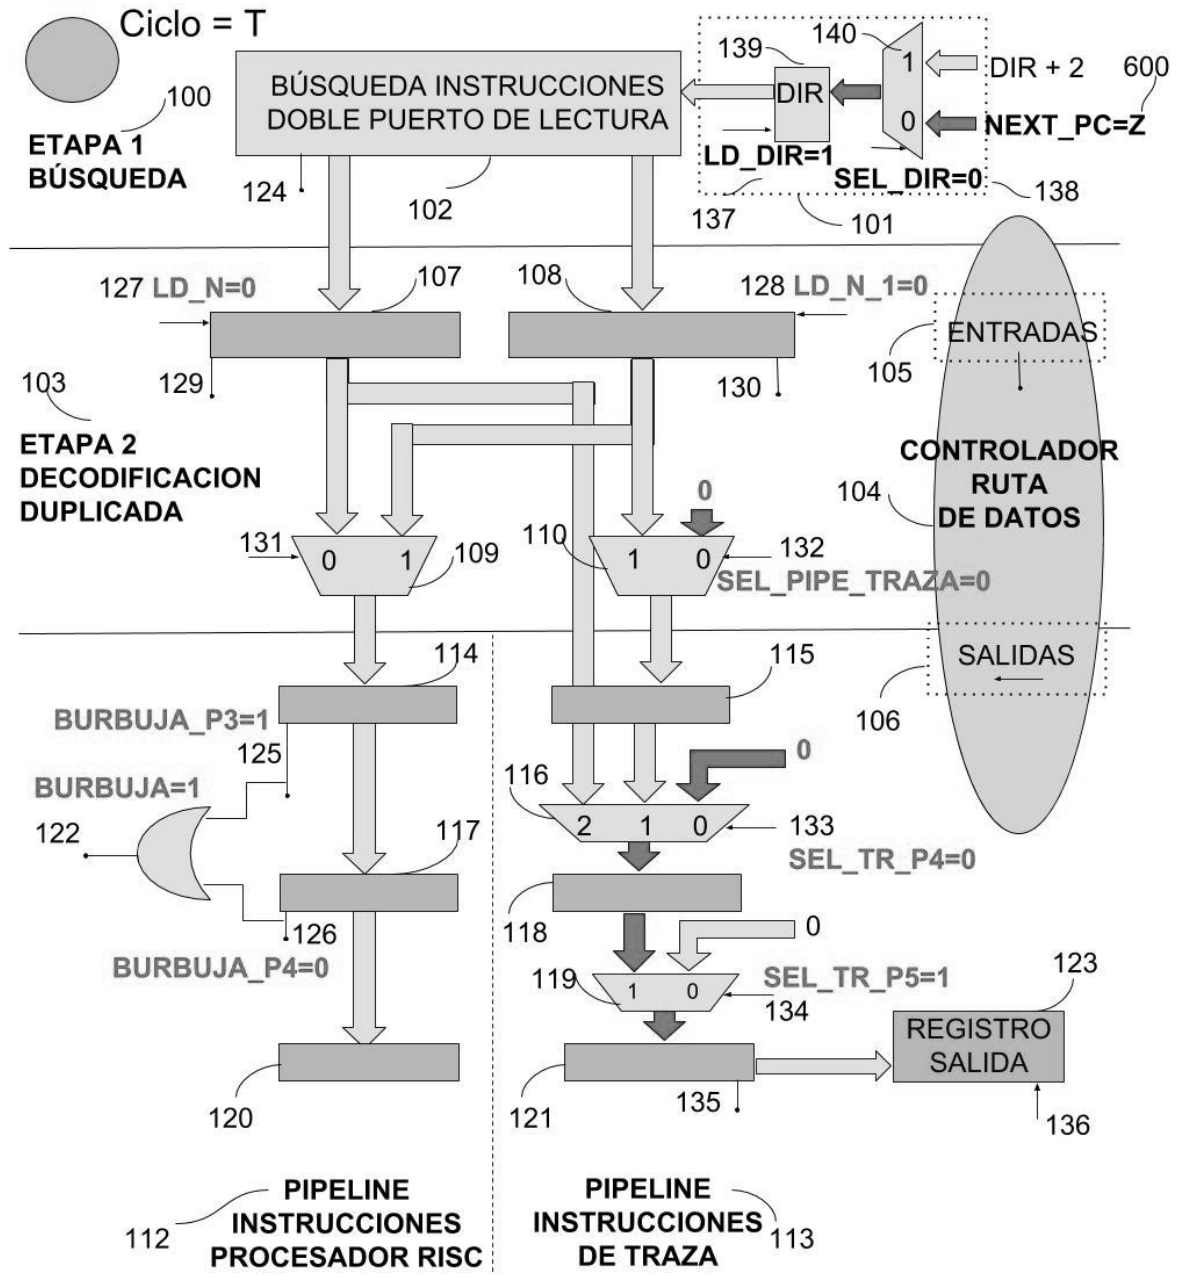 Ciclo = T
100
ETAPA 1
BÚSQUEDA
BÚSQUEDA INSTRUCCIONES
DOBLE PUERTO DE LECTURA
124
102
139
140
DIR
1
0
DIR + 2
600
NEXT_PC=Z
LD_DIR=1
SEL_DIR=0
137
101
138
127 LD_N=0
107
108
128 LD_N_1=0
129
130
103
ETAPA 2
DECODIFICACION
DUPLICADA
105
ENTRADAS
CONTROLADOR
RUTA
DE DATOS
104
0
131
0 1
109
110
1 0
132
SEL_PIPE_TRAZA=0
SALIDAS
106
114
115
BURBUJA_P3=1
125
0
BURBUJA=1
122
116
2 1 0
133
SEL_TR_P4=0
117
126
BURBUJA_P4=0
118
0
119
1 0
SEL_TR_P5=1
134
123
REGISTRO
SALIDA
120
121
135
136
PIPELINE
INSTRUCCIONES
PROCESADOR RISC
112
PIPELINE
INSTRUCCIONES
DE TRAZA
113